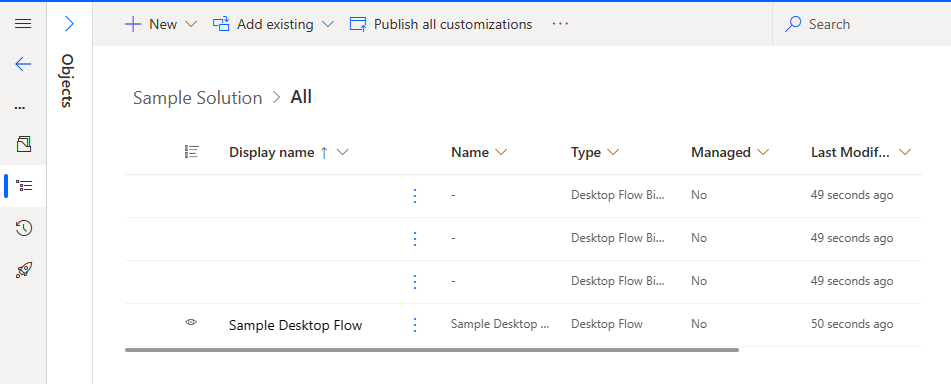 New Add existing Publish all customizations ... Search
...
Objects
Sample Solution > All
Display name ↑ Name Type Managed Last Modif...
- Desktop Flow Bi... No 49 seconds ago
- Desktop Flow Bi... No 49 seconds ago
- Desktop Flow Bi... No 49 seconds ago
Sample Desktop Flow Sample Desktop ... Desktop Flow No 50 seconds ago